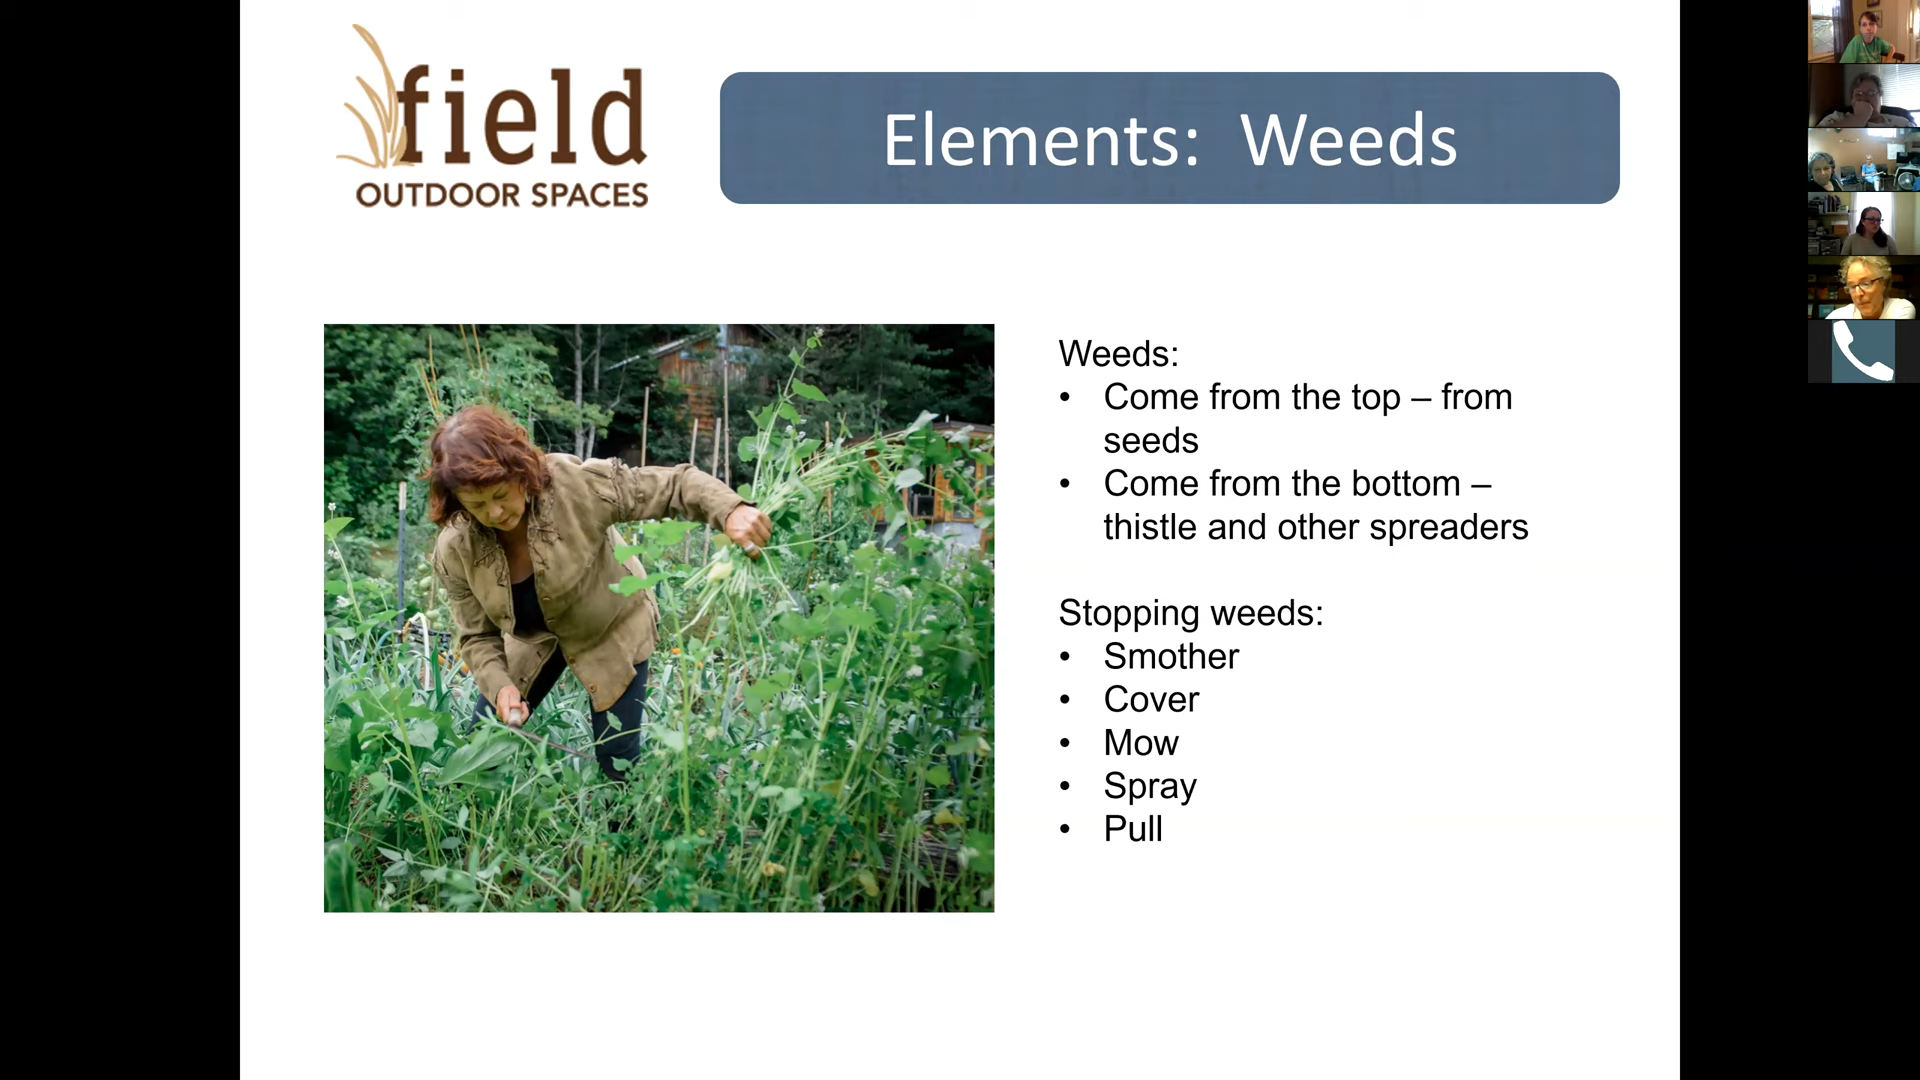 field
OUTDOOR SPACES
Elements: Weeds
Weeds:
• Come from the top – from
seeds
• Come from the bottom –
thistle and other spreaders
Stopping weeds:
• Smother
• Cover
• Mow
• Spray
• Pull